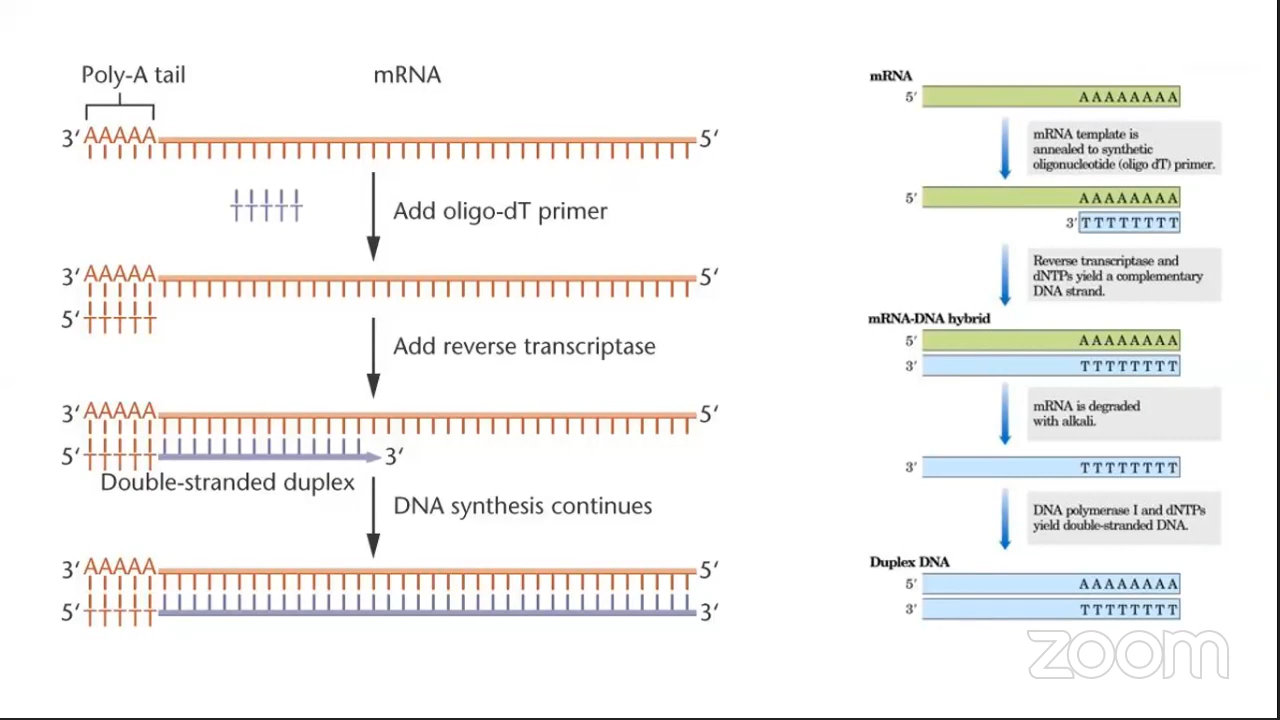 Poly-A tail
mRNA
3′ AAAAA 5′
TTTTT
Add oligo-dT primer
3′ AAAAA 5′
5′ TTTTT
Add reverse transcriptase
3′ AAAAA 5′
5′ TTTTT 3′
Double-stranded duplex
DNA synthesis continues
3′ AAAAA 5′
5′ TTTTT 3′
mRNA
5′ AAAAAAAA
mRNA template is
annealed to synthetic
oligonucleotide (oligo dT) primer.
5′ AAAAAAAA
3′ TTTTTTTT
Reverse transcriptase and
dNTPs yield a complementary
DNA strand.
mRNA-DNA hybrid
5′ AAAAAAAA
3′ TTTTTTTT
mRNA is degraded
with alkali.
3′ TTTTTTTT
DNA polymerase I and dNTPs
yield double-stranded DNA.
Duplex DNA
5′ AAAAAAAA
3′ TTTTTTTT
zoom